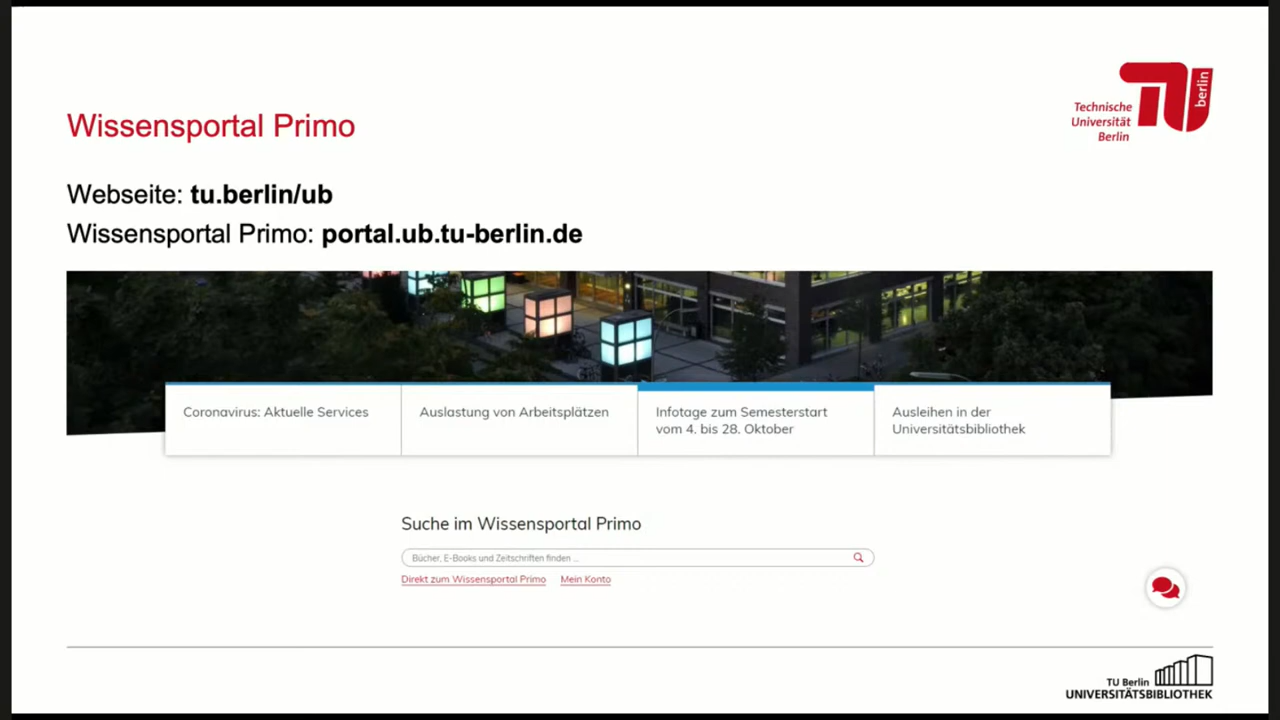 Technische
Universität
Berlin
berlin
Wissensportal Primo
Webseite: tu.berlin/ub
Wissensportal Primo: portal.ub.tu-berlin.de
Coronavirus: Aktuelle Services
Auslastung von Arbeitsplätzen
Infotage zum Semesterstart
vom 4. bis 28. Oktober
Ausleihen in der
Universitätsbibliothek
Suche im Wissensportal Primo
Bücher, E-Books und Zeitschriften finden ...
Direkt zum Wissensportal Primo Mein Konto
TU Berlin
UNIVERSITÄTSBIBLIOTHEK